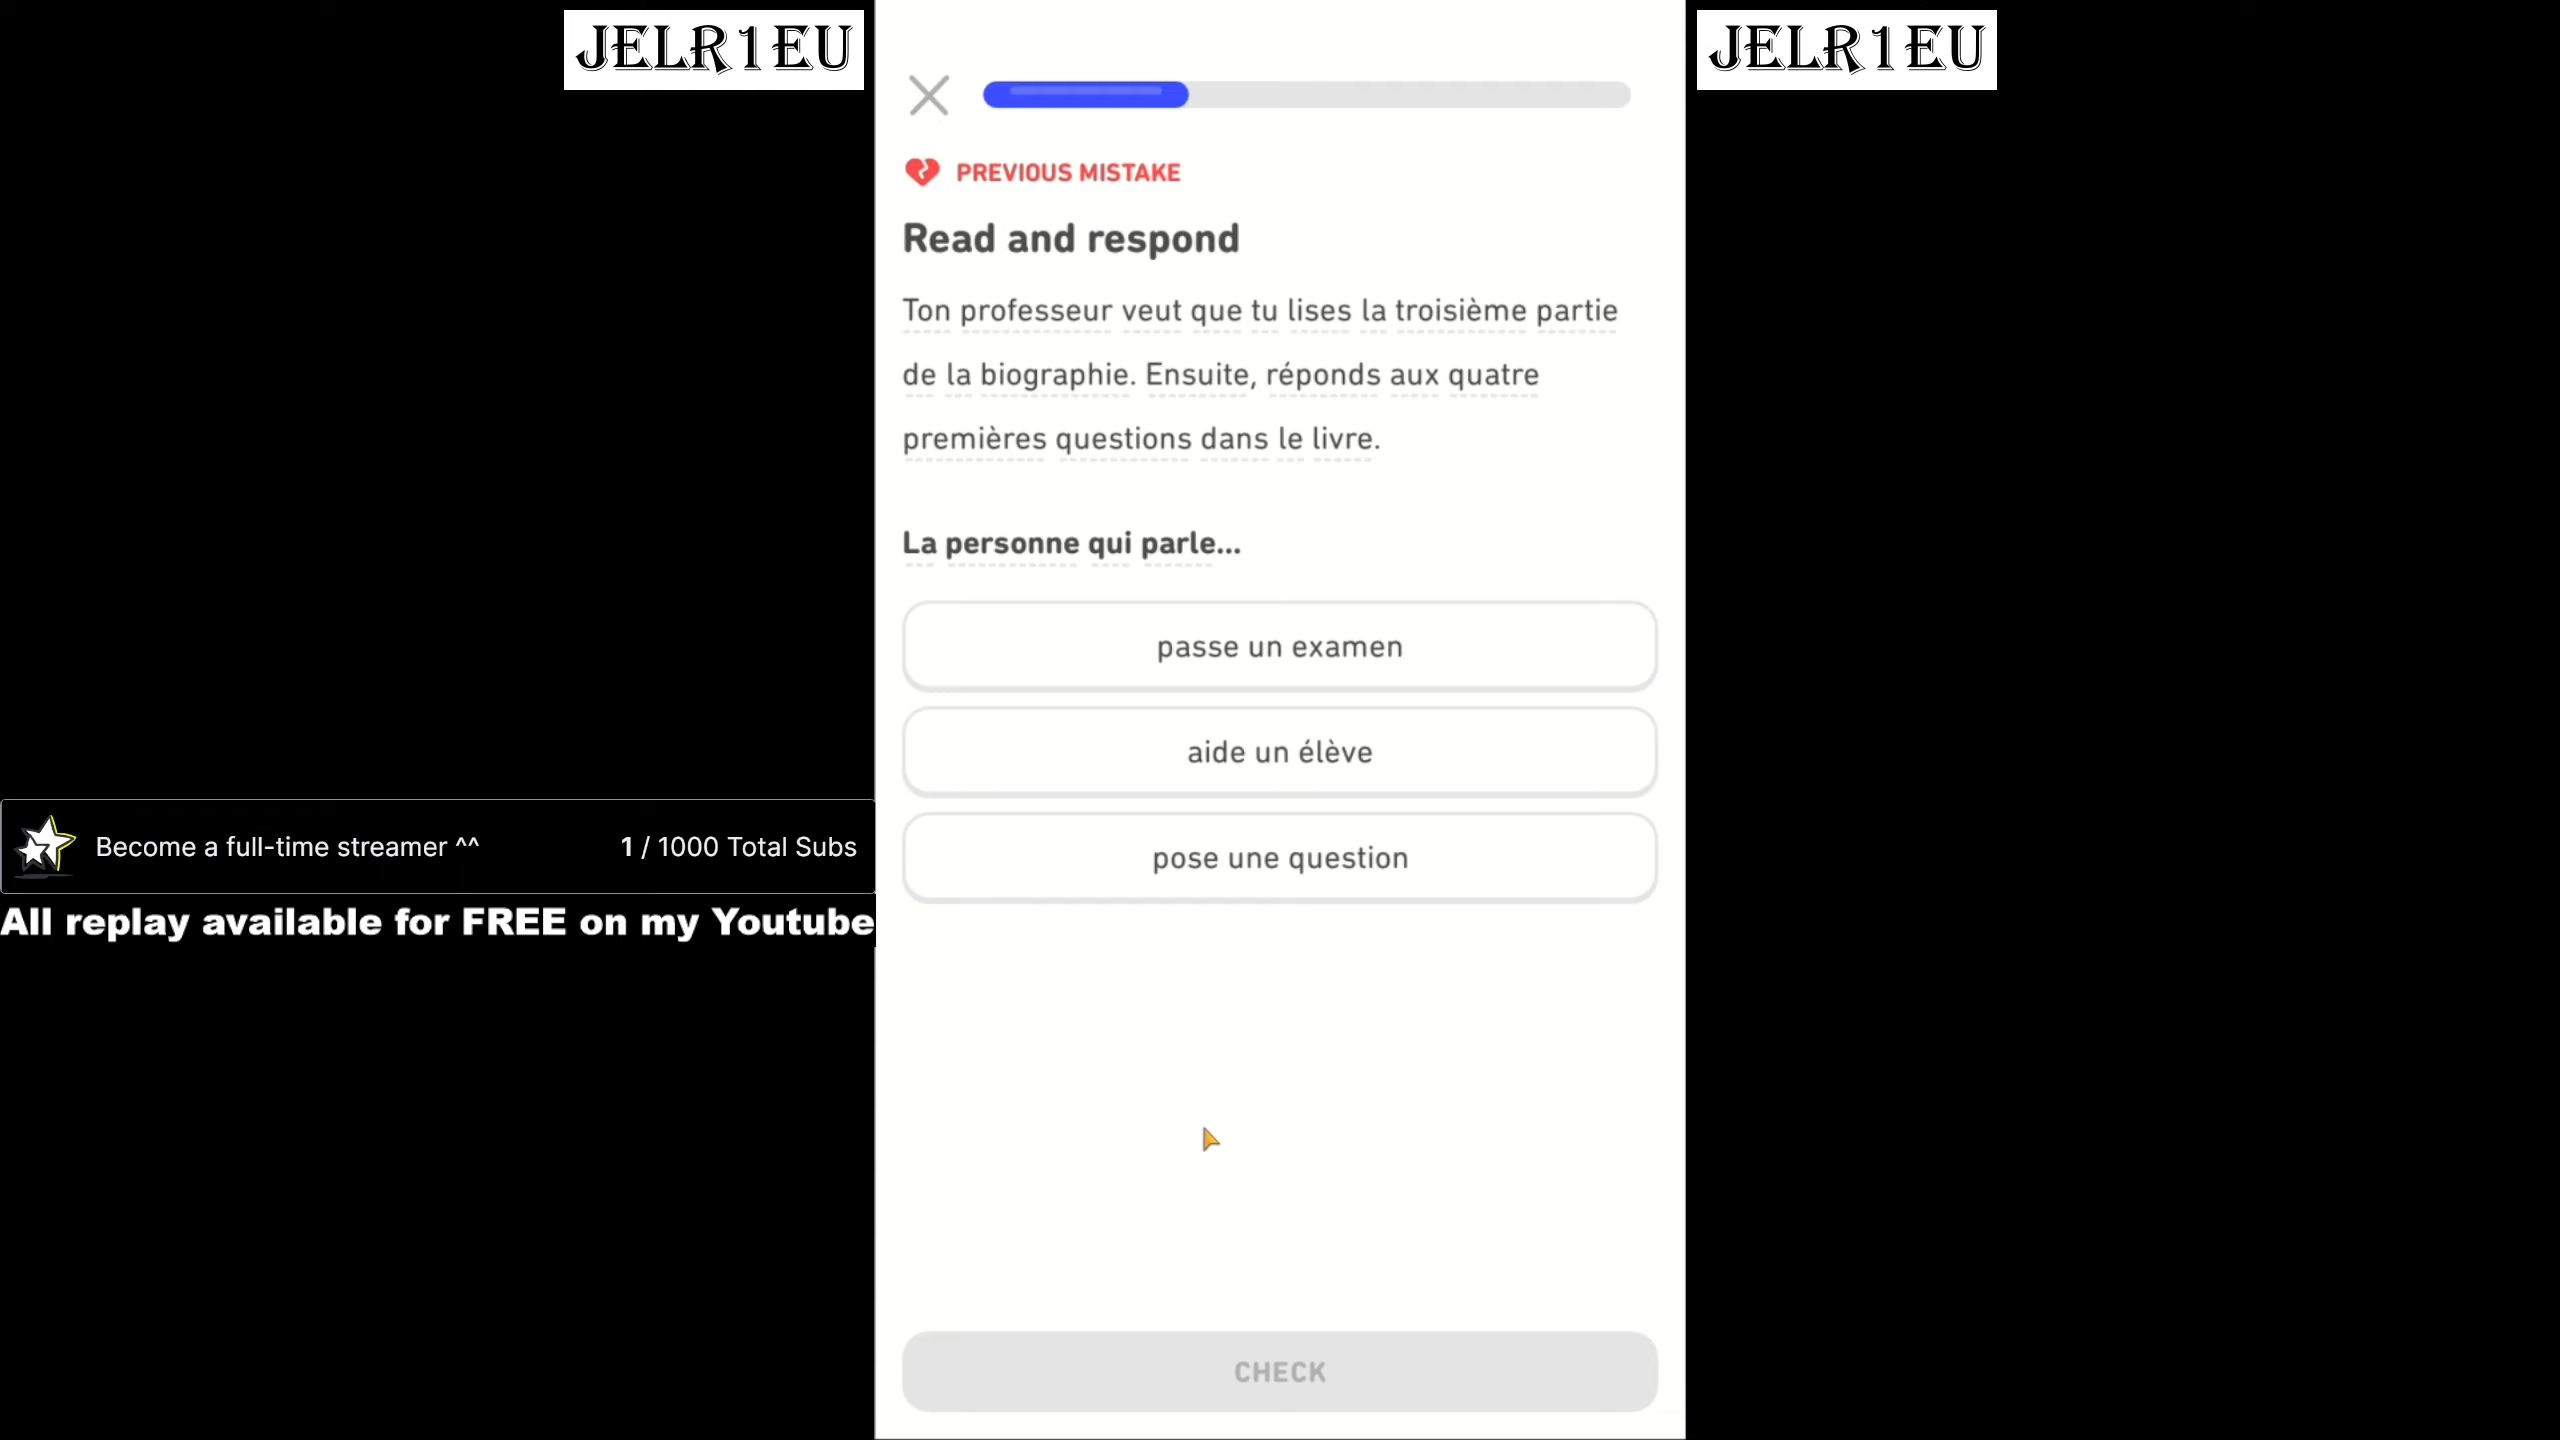 JELR1EU
JELR1EU
PREVIOUS MISTAKE
Read and respond
Ton professeur veut que tu lises la troisième partie
de la biographie. Ensuite, réponds aux quatre
premières questions dans le livre.
La personne qui parle...
passe un examen
aide un élève
pose une question
Become a full-time streamer ^^
1 / 1000 Total Subs
All replay available for FREE on my Youtube
CHECK